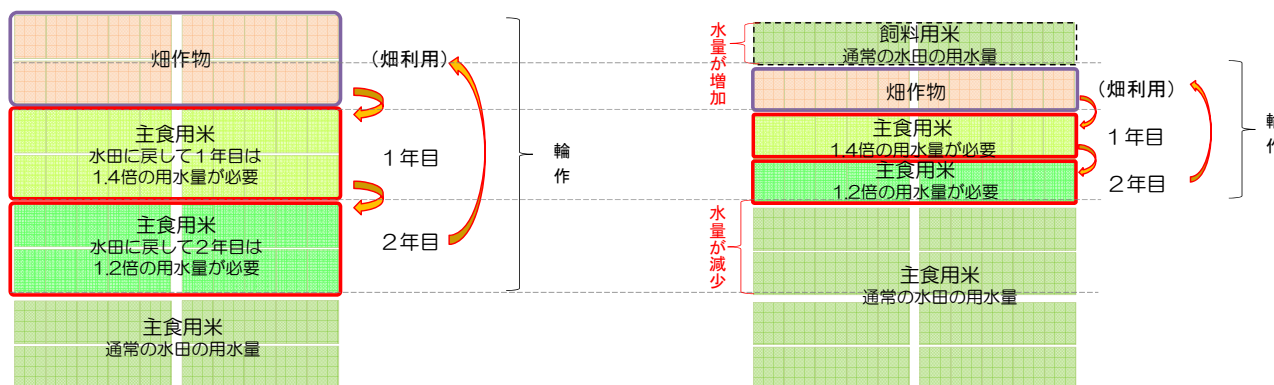 畑作物
（畑利用）
主食用米
水田に戻して１年目は
1.4倍の用水量が必要
１年目
輪作
主食用米
水田に戻して２年目は
1.2倍の用水量が必要
２年目
主食用米
通常の水田の用水量
水量が増加
飼料用米
通常の水田の用水量
畑作物
（畑利用）
主食用米
1.4倍の用水量が必要
１年目
輪作
主食用米
1.2倍の用水量が必要
２年目
水量が減少
主食用米
通常の水田の用水量